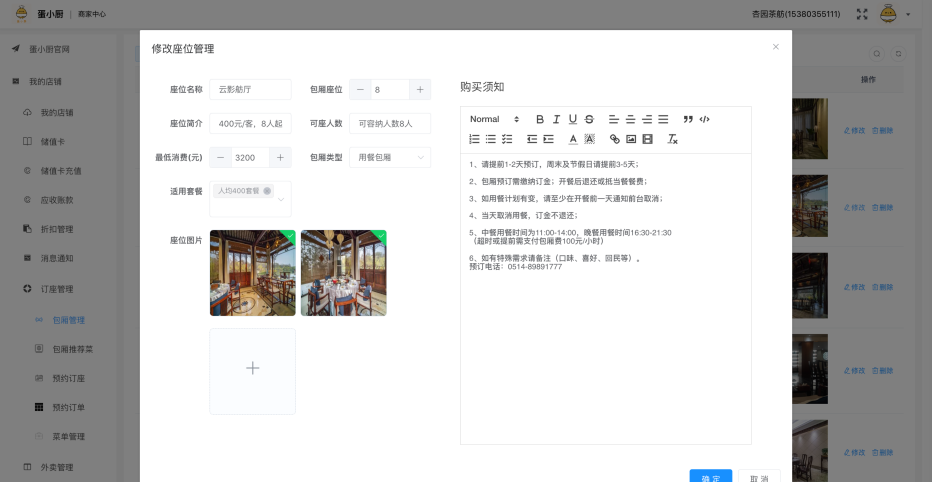 蛋小厨 | 商家中心
杏园茶舫(15380355111)
蛋小厨官网
我的店铺
我的店铺
储值卡
储值卡充值
应收账款
折扣管理
消息通知
订座管理
包厢管理
包厢推荐菜
预约订座
预约订单
菜单管理
外卖管理
修改座位管理
座位名称 云影舫厅 包厢座位 8
座位简介 400元/客，8人起 可座人数 可容纳人数8人
最低消费(元) 3200 包厢类型 用餐包厢
适用套餐 人均400套餐
座位图片
购买须知
Normal
1、请提前1-2天预订，周末及节假日请提前3-5天；
2、包厢预订需缴纳订金；开餐后退还或抵当餐餐费；
3、如用餐计划有变，请至少在开餐前一天通知前台取消；
4、当天取消用餐，订金不退还；
5、中餐用餐时间为11:00-14:00，晚餐用餐时间16:30-21:30
（超时或提前需支付包厢费100元/小时）
6、如有特殊需求请备注（口味、喜好、回民等）。
预订电话：0514-89891777
确 定
取 消
操作
修改 删除
修改 删除
修改 删除
修改 删除